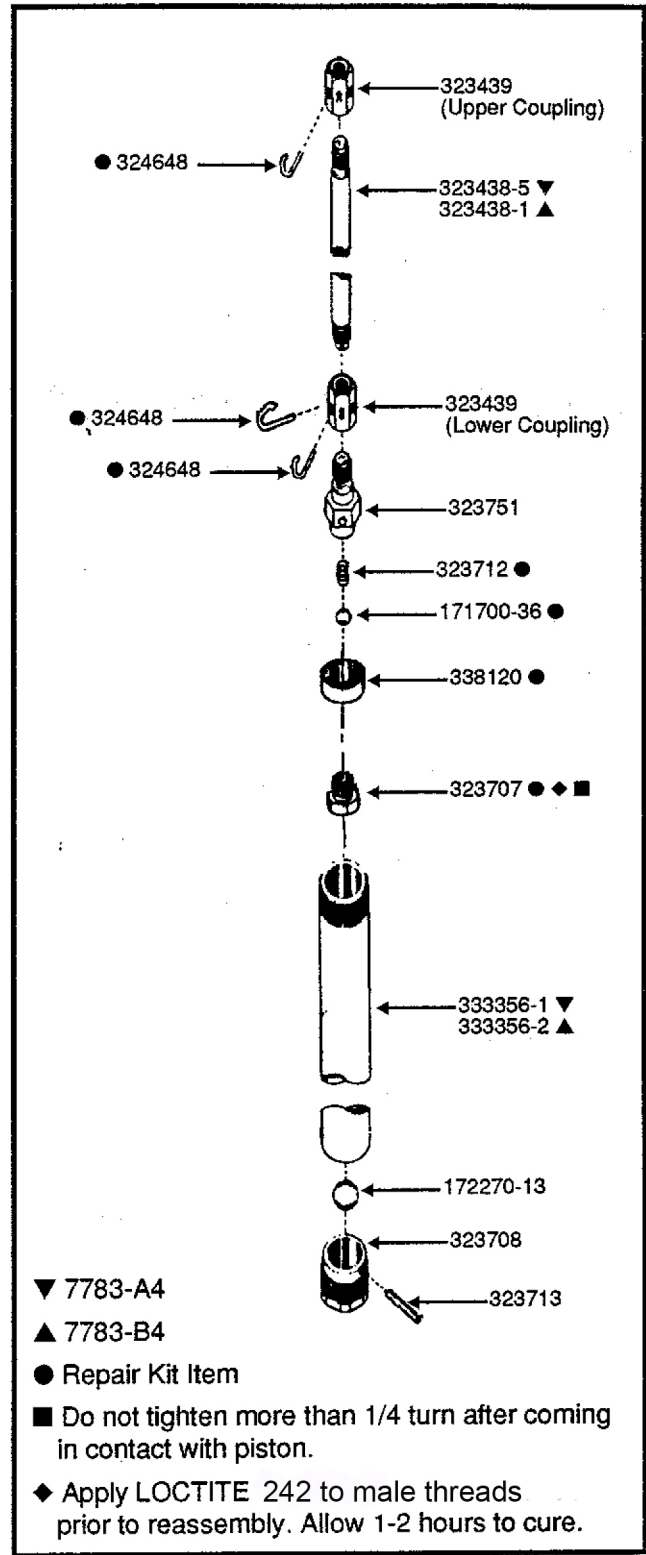 323439
(Upper Coupling)
● 324648
323438-5 ▼
323438-1 ▲
● 324648
323439
(Lower Coupling)
● 324648
323751
323712 ●
171700-36 ●
338120 ●
323707 ● ◆ ■
333356-1 ▼
333356-2 ▲
172270-13
323708
323713
▼ 7783-A4
▲ 7783-B4
● Repair Kit Item
■ Do not tighten more than 1/4 turn after coming
in contact with piston.
◆ Apply LOCTITE 242 to male threads
prior to reassembly. Allow 1-2 hours to cure.